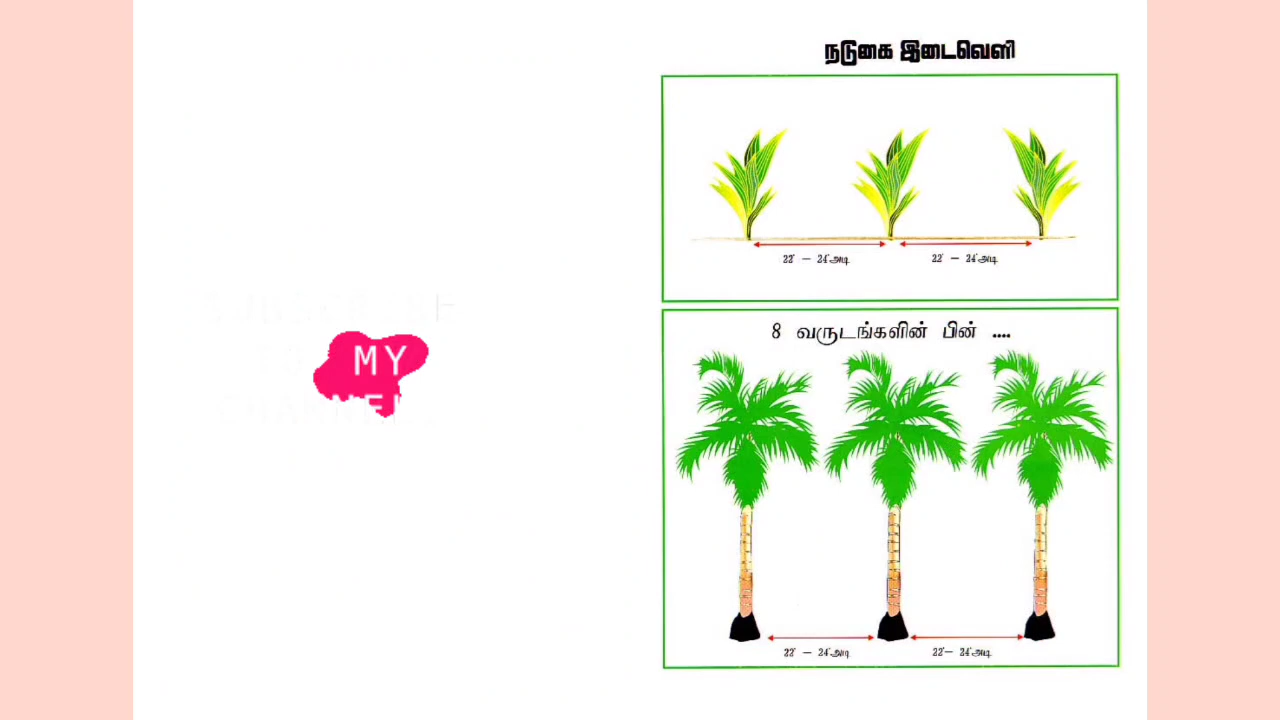 நடுகை இடைவெளி
22' – 24'அடி 22' – 24'அடி
8 வருடங்களின் பின் ....
22' – 24'அடி 22'– 24'அடி
MY